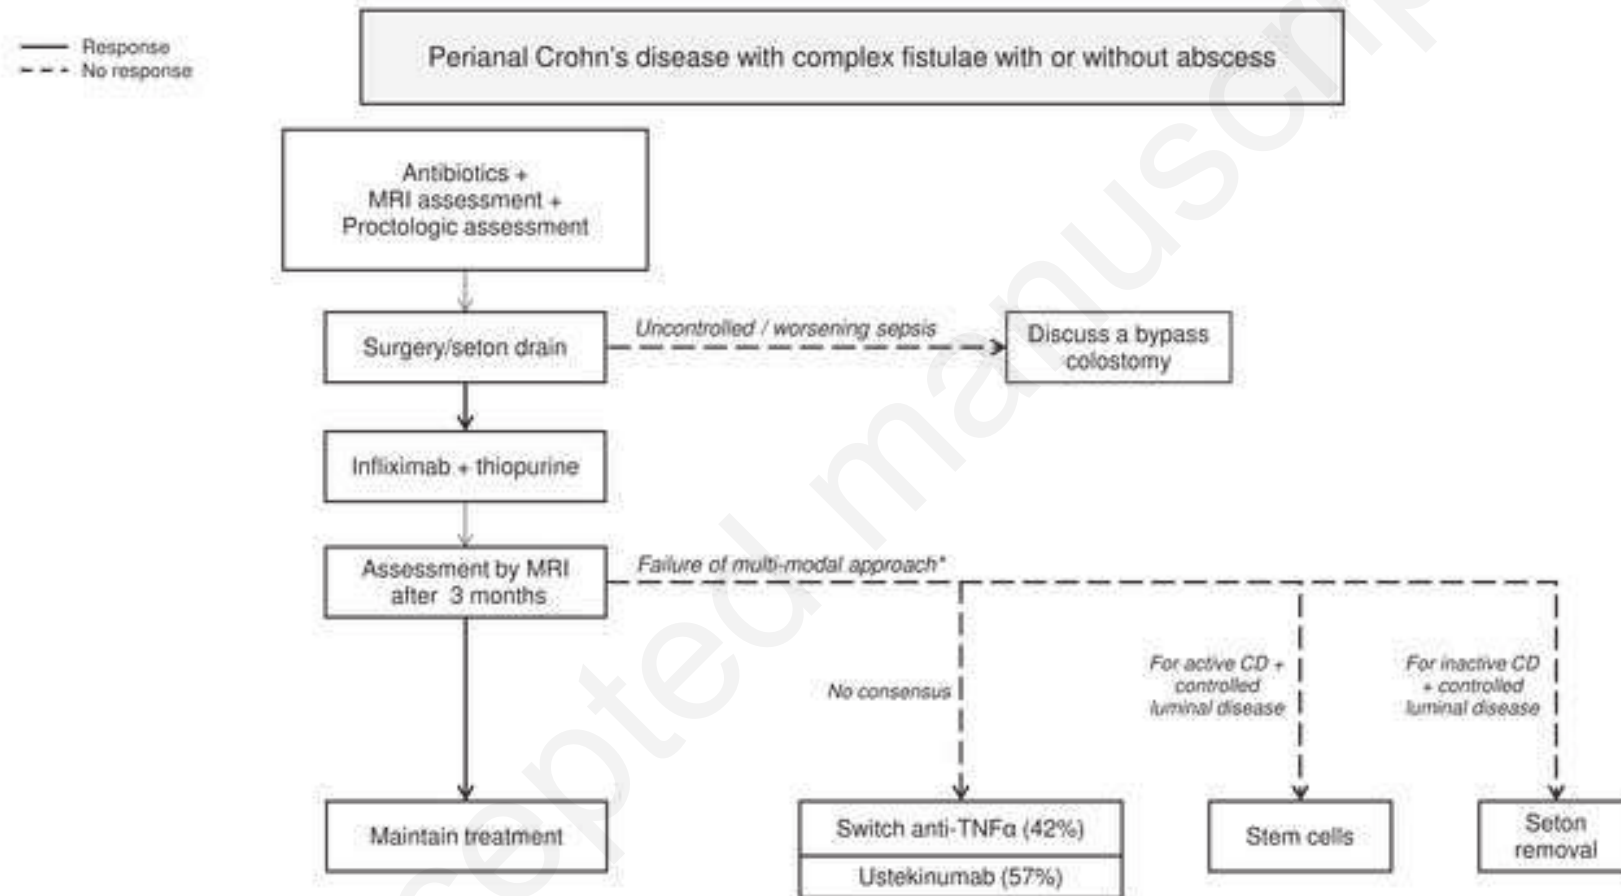 Response
No response
Perianal Crohn's disease with complex fistulae with or without abscess
Antibiotics +
MRI assessment +
Proctologic assessment
Surgery/seton drain
Uncontrolled / worsening sepsis
Discuss a bypass
colostomy
Infliximab + thiopurine
Assessment by MRI
after 3 months
Failure of multi-modal approach*
No consensus
For active CD +
controlled
luminal disease
For inactive CD
+ controlled
luminal disease
Maintain treatment
Switch anti-TNFα (42%)
Ustekinumab (57%)
Stem cells
Seton
removal
epted manuscrip